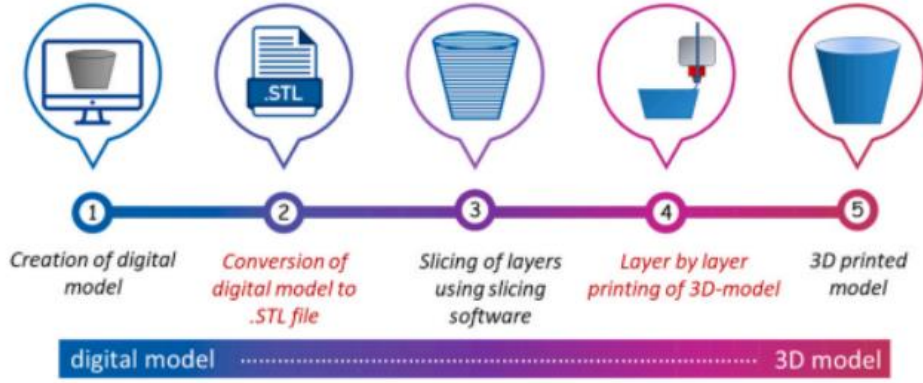 .STL
1
2
3
4
5
Creation of digital
model
Conversion of
digital model to
.STL file
Slicing of layers
using slicing
software
Layer by layer
printing of 3D-model
3D printed
model
digital model ........................................................ 3D model